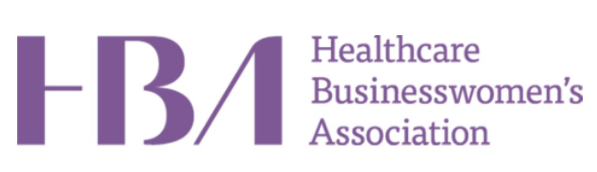 HBA
Healthcare
Businesswomen's
Association